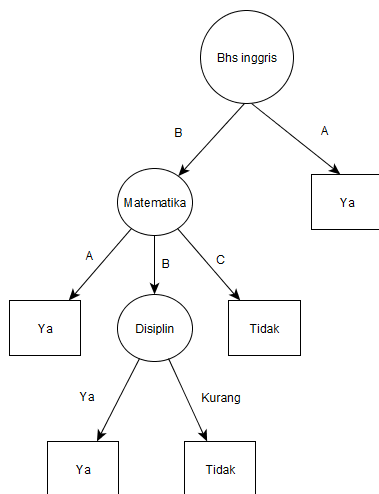 Bhs inggris
B
A
Matematika
Ya
A
B
C
Ya
Disiplin
Tidak
Ya
Kurang
Ya
Tidak